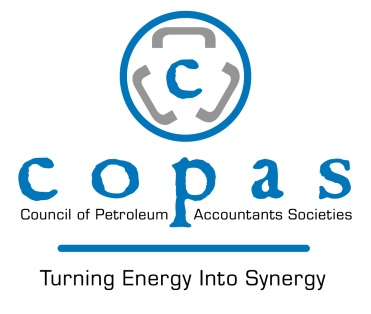 c
copas
Council of Petroleum Accountants Societies
Turning Energy Into Synergy